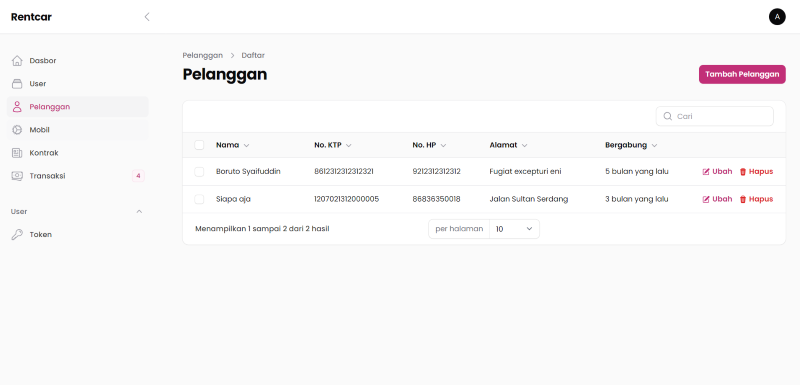 Rentcar
A
Dasbor
User
Pelanggan
Mobil
Kontrak
Transaksi 4
User
Token
Pelanggan > Daftar
Pelanggan
Tambah Pelanggan
Cari
Nama No. KTP No. HP Alamat Bergabung
Boruto Syaifuddin 8612312312312321 9212312312312 Fugiat excepturi eni 5 bulan yang lalu Ubah Hapus
Siapa aja 1207021312000005 86836350018 Jalan Sultan Serdang 3 bulan yang lalu Ubah Hapus
Menampilkan 1 sampai 2 dari 2 hasil per halaman 10